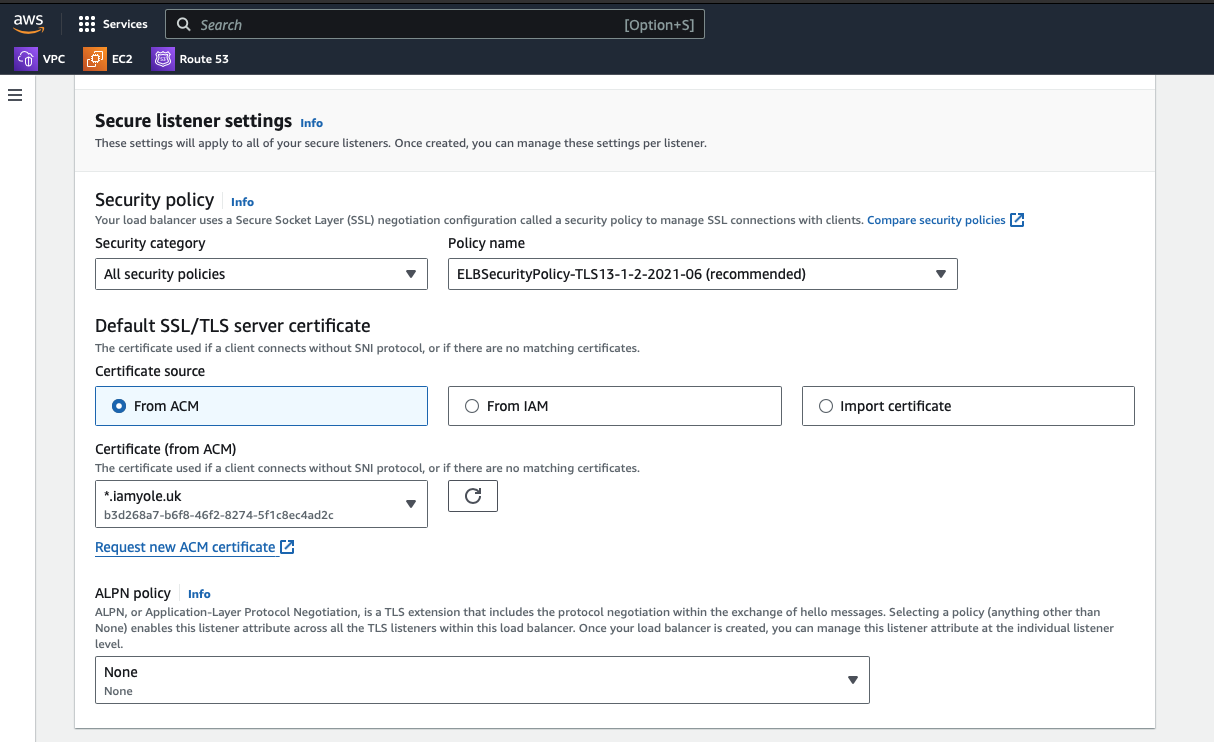 aws
Services
Search
[Option+S]
VPC
EC2
Route 53
Secure listener settings Info
These settings will apply to all of your secure listeners. Once created, you can manage these settings per listener.
Security policy Info
Your load balancer uses a Secure Socket Layer (SSL) negotiation configuration called a security policy to manage SSL connections with clients. Compare security policies
Security category
Policy name
All security policies
ELBSecurityPolicy-TLS13-1-2-2021-06 (recommended)
Default SSL/TLS server certificate
The certificate used if a client connects without SNI protocol, or if there are no matching certificates.
Certificate source
From ACM
From IAM
Import certificate
Certificate (from ACM)
The certificate used if a client connects without SNI protocol, or if there are no matching certificates.
*.iamyole.uk
b3d268a7-b6f8-46f2-8274-5f1c8ec4ad2c
Request new ACM certificate
ALPN policy Info
ALPN, or Application-Layer Protocol Negotiation, is a TLS extension that includes the protocol negotiation within the exchange of hello messages. Selecting a policy (anything other than
None) enables this listener attribute across all the TLS listeners within this load balancer. Once your load balancer is created, you can manage this listener attribute at the individual listener
level.
None
None